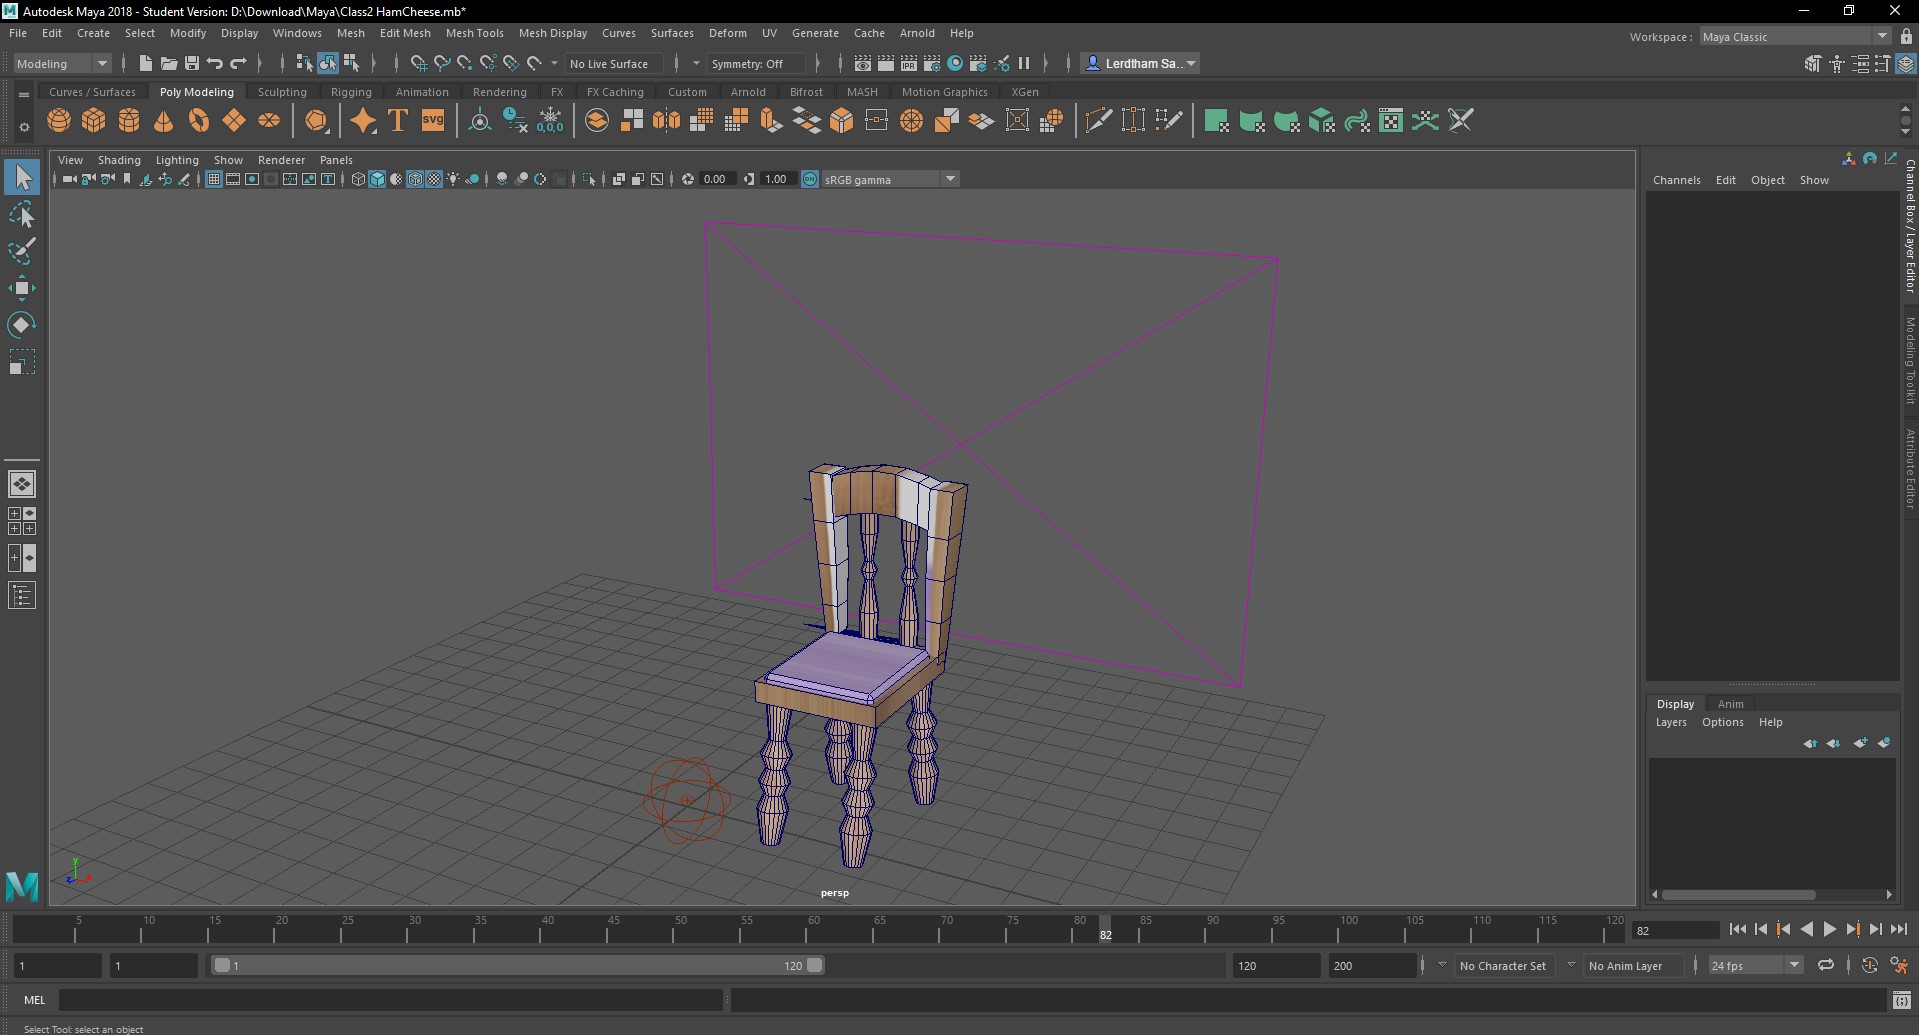 Autodesk Maya 2018 - Student Version: D:\Download\Maya\Class2 HamCheese.mb*
File Edit Create Select Modify Display Windows Mesh Edit Mesh Mesh Tools Mesh Display Curves Surfaces Deform UV Generate Cache Arnold Help
Workspace : Maya Classic
Modeling No Live Surface Symmetry: Off Lerdtham Sa...
Curves / Surfaces Poly Modeling Sculpting Rigging Animation Rendering FX FX Caching Custom Arnold Bifrost MASH Motion Graphics XGen
IPR
T SVG 0,0,0
View Shading Lighting Show Renderer Panels
0.00 1.00 ON sRGB gamma
Channels Edit Object Show
Channel Box / Layer Editor
Modeling Toolkit
Attribute Editor
Display Anim
Layers Options Help
y
z x
persp
5 10 15 20 25 30 35 40 45 50 55 60 65 70 75 80 85 90 95 100 105 110 115 120
82 82
1 1 1 120 120 200 No Character Set No Anim Layer 24 fps
MEL
Select Tool: select an object